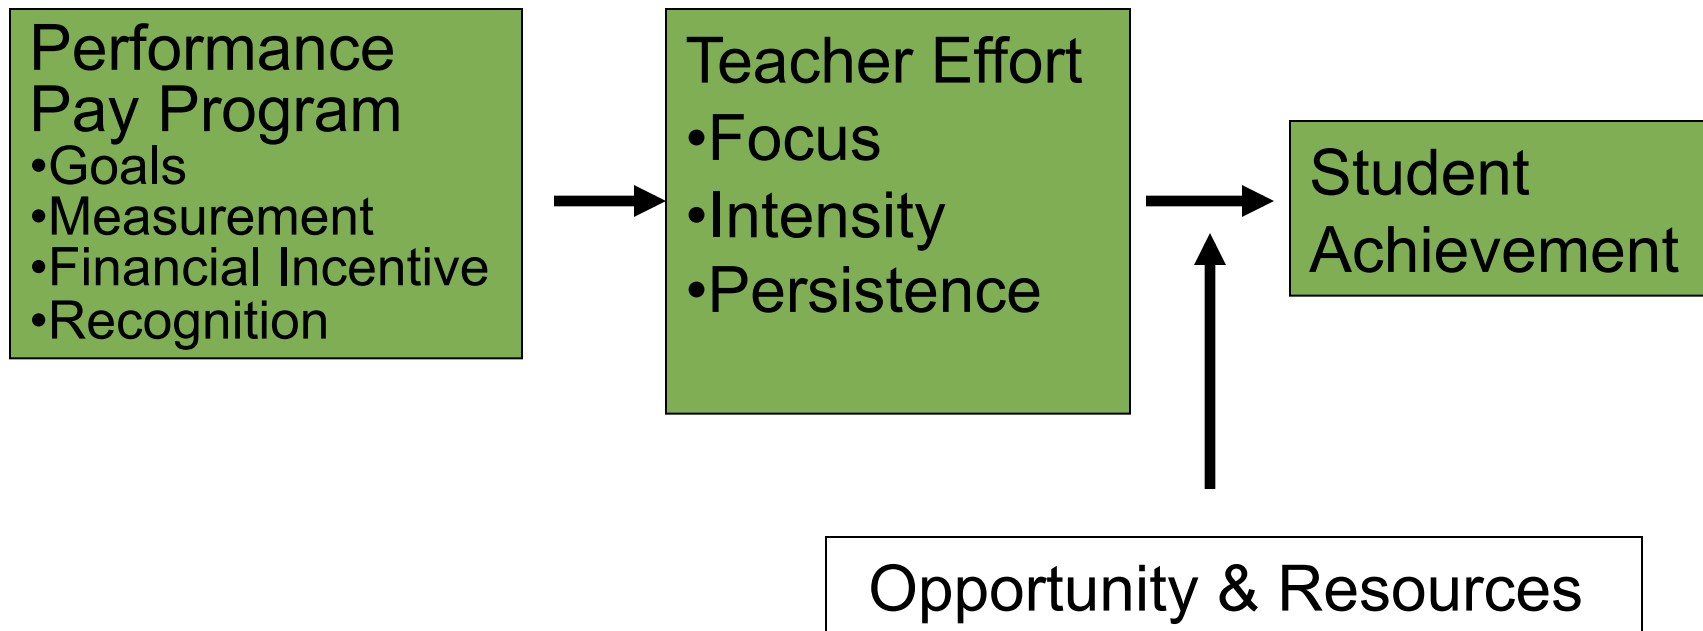 Performance
Pay Program
•Goals
•Measurement
•Financial Incentive
•Recognition
Teacher Effort
•Focus
•Intensity
•Persistence
Student
Achievement
Opportunity & Resources